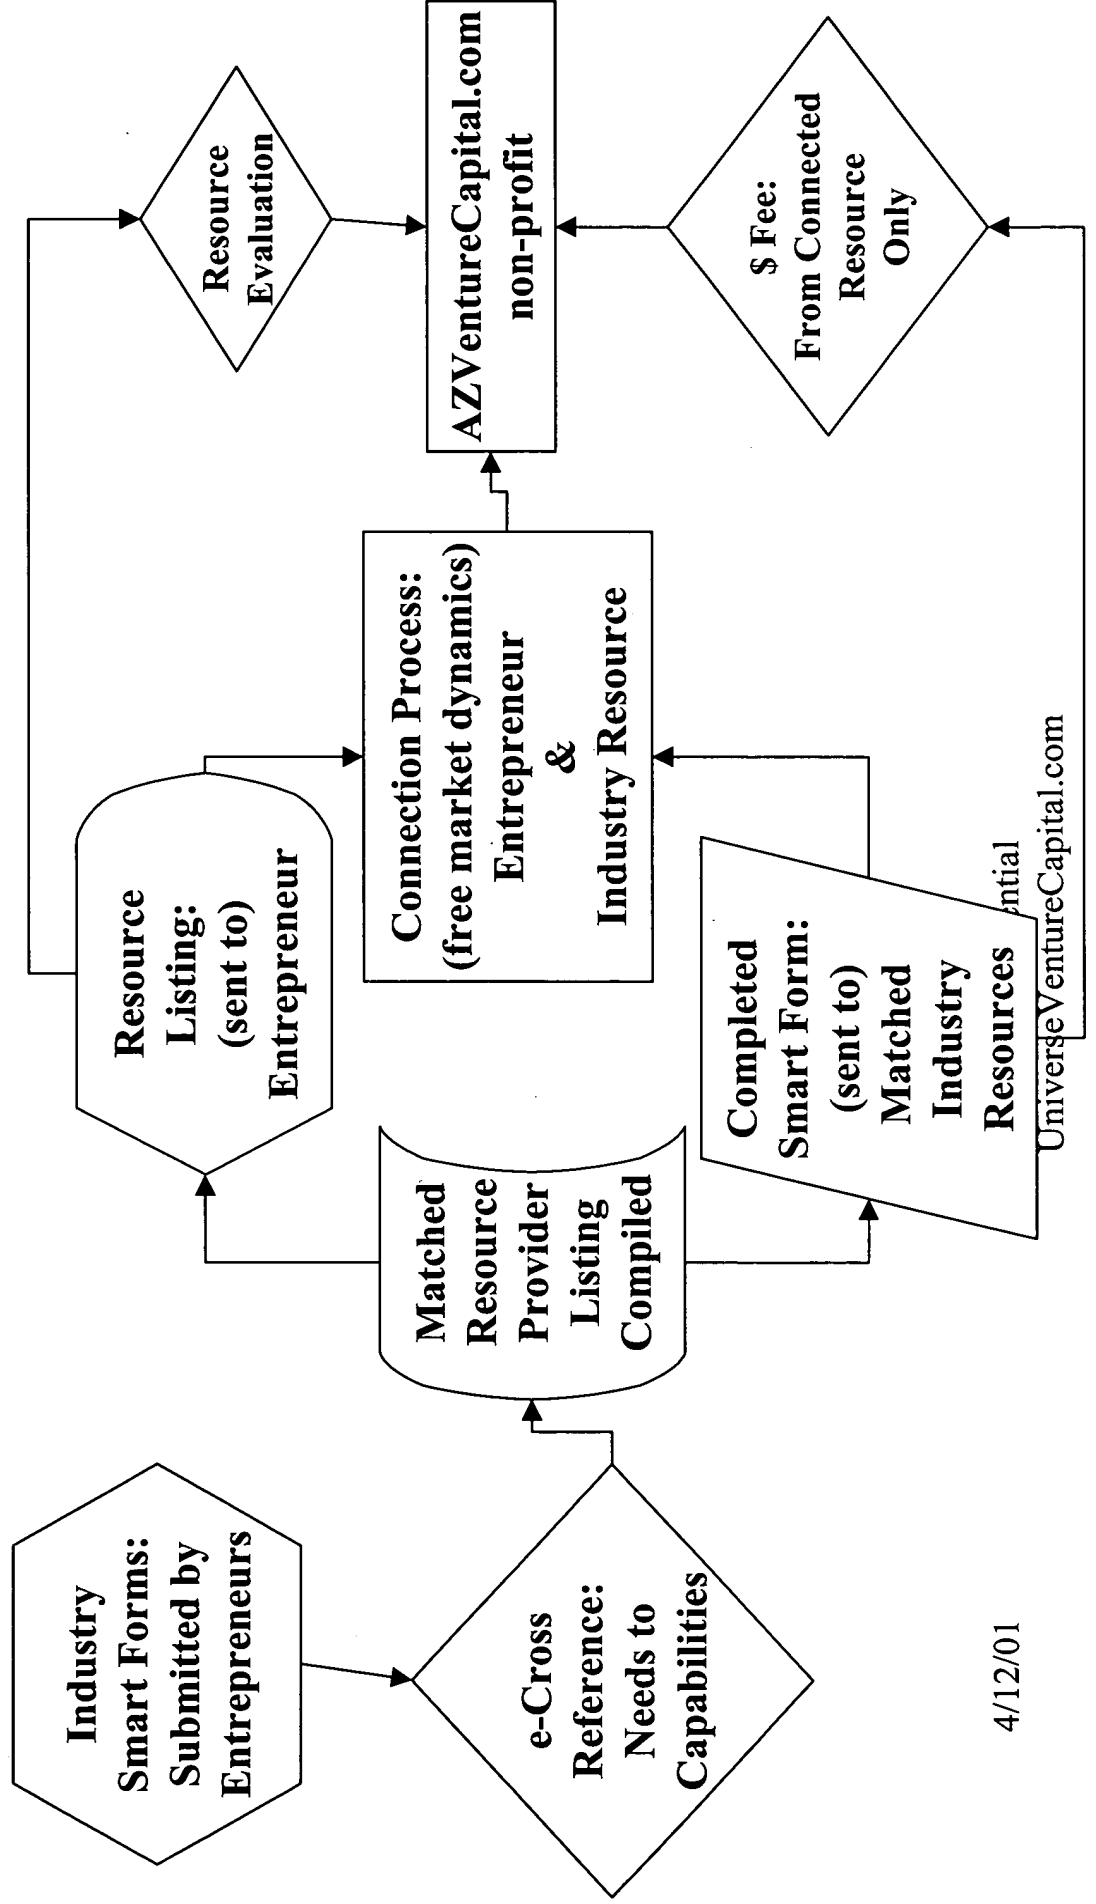 Industry
Smart Forms:
Submitted by
Entrepreneurs
e-Cross
Reference:
Needs to
Capabilities
Matched
Resource
Provider
Listing
Compiled
Resource
Listing:
(sent to)
Entrepreneur
Completed
Smart Form:
(sent to)
Matched
Industry
Resources
Connection Process:
(free market dynamics)
Entrepreneur
&
Industry Resource
Resource
Evaluation
AZVentureCapital.com
non-profit
$ Fee:
From Connected
Resource
Only
4/12/01
UniverseVentureCapital.com